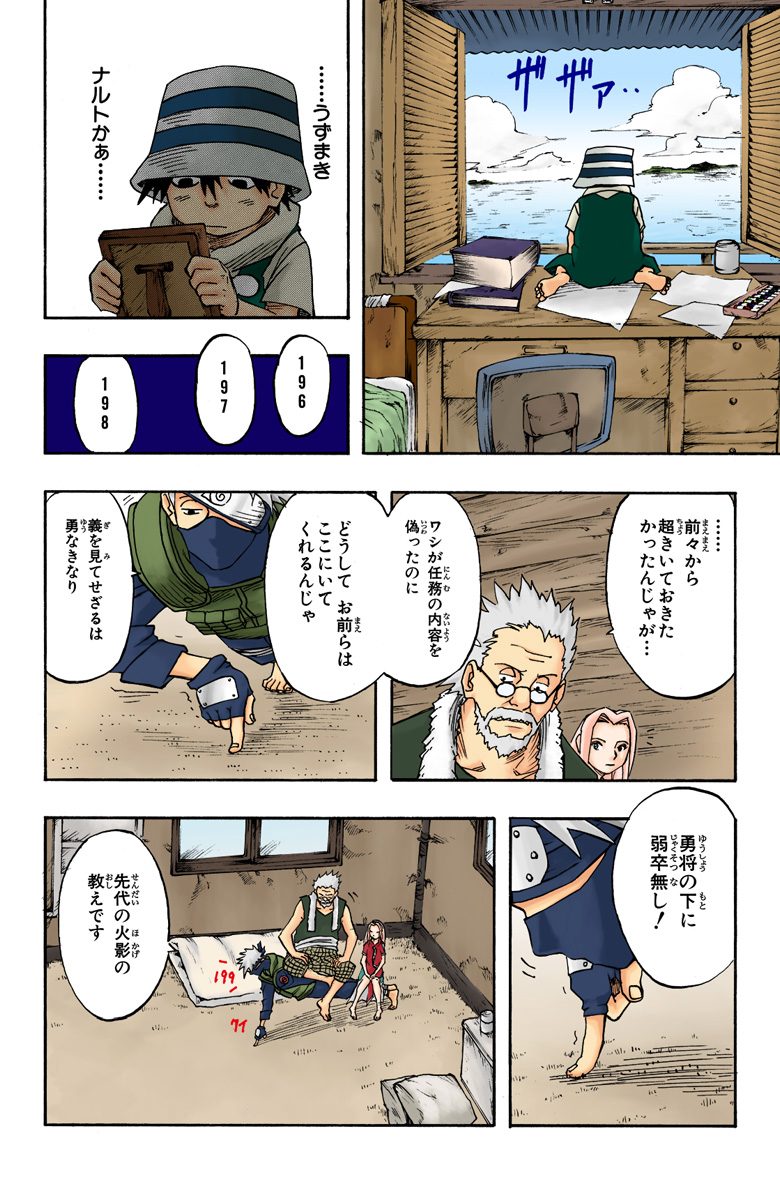 ザザァ‥
……うずまき
ナルトかぁ……
196
197
198
……
前々から
超きいておきた
かったんじゃが…
ワシが任務の内容を
偽ったのに
どうして お前らは
ここにいて
くれるんじゃ
義を見てせざるは
勇なきなり
勇将の下に
弱卒無し!
199
クイ
先代の火影の
教えです